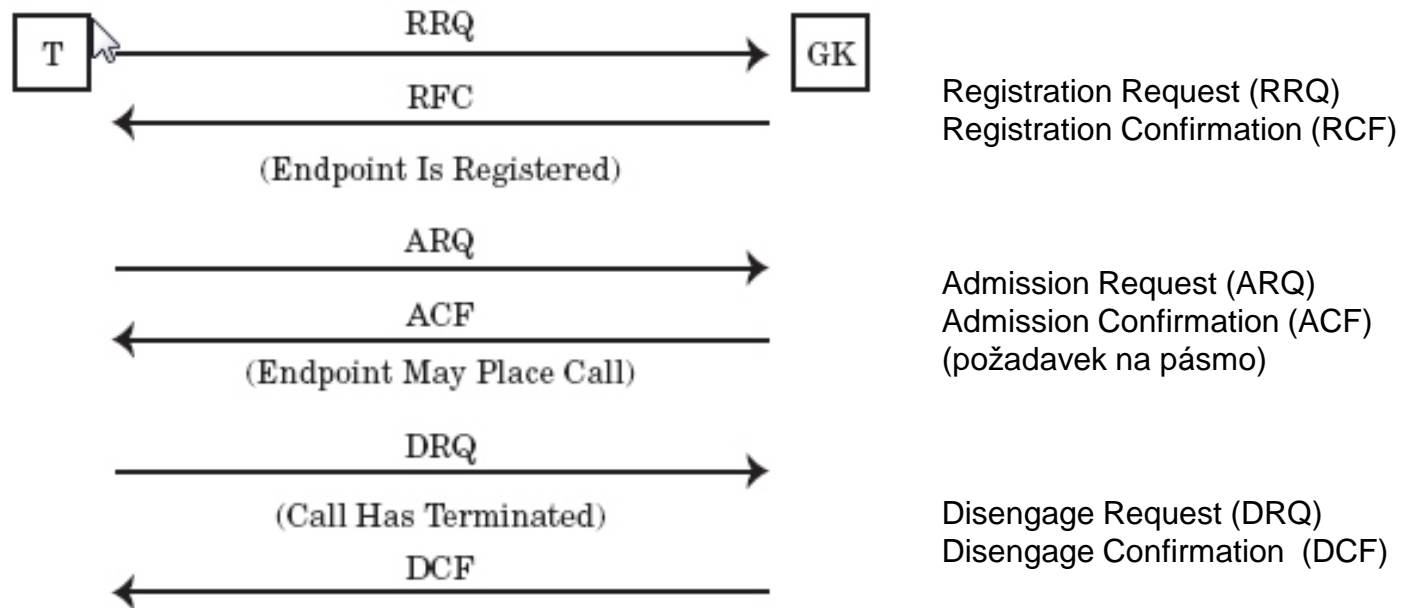 RRQ
T
GK
RFC
Registration Request (RRQ)
Registration Confirmation (RCF)
(Endpoint Is Registered)
ARQ
Admission Request (ARQ)
ACF
Admission Confirmation (ACF)
(Endpoint May Place Call)
(požadavek na pásmo)
DRQ
(Call Has Terminated)
Disengage Request (DRQ)
Disengage Confirmation (DCF)
DCF